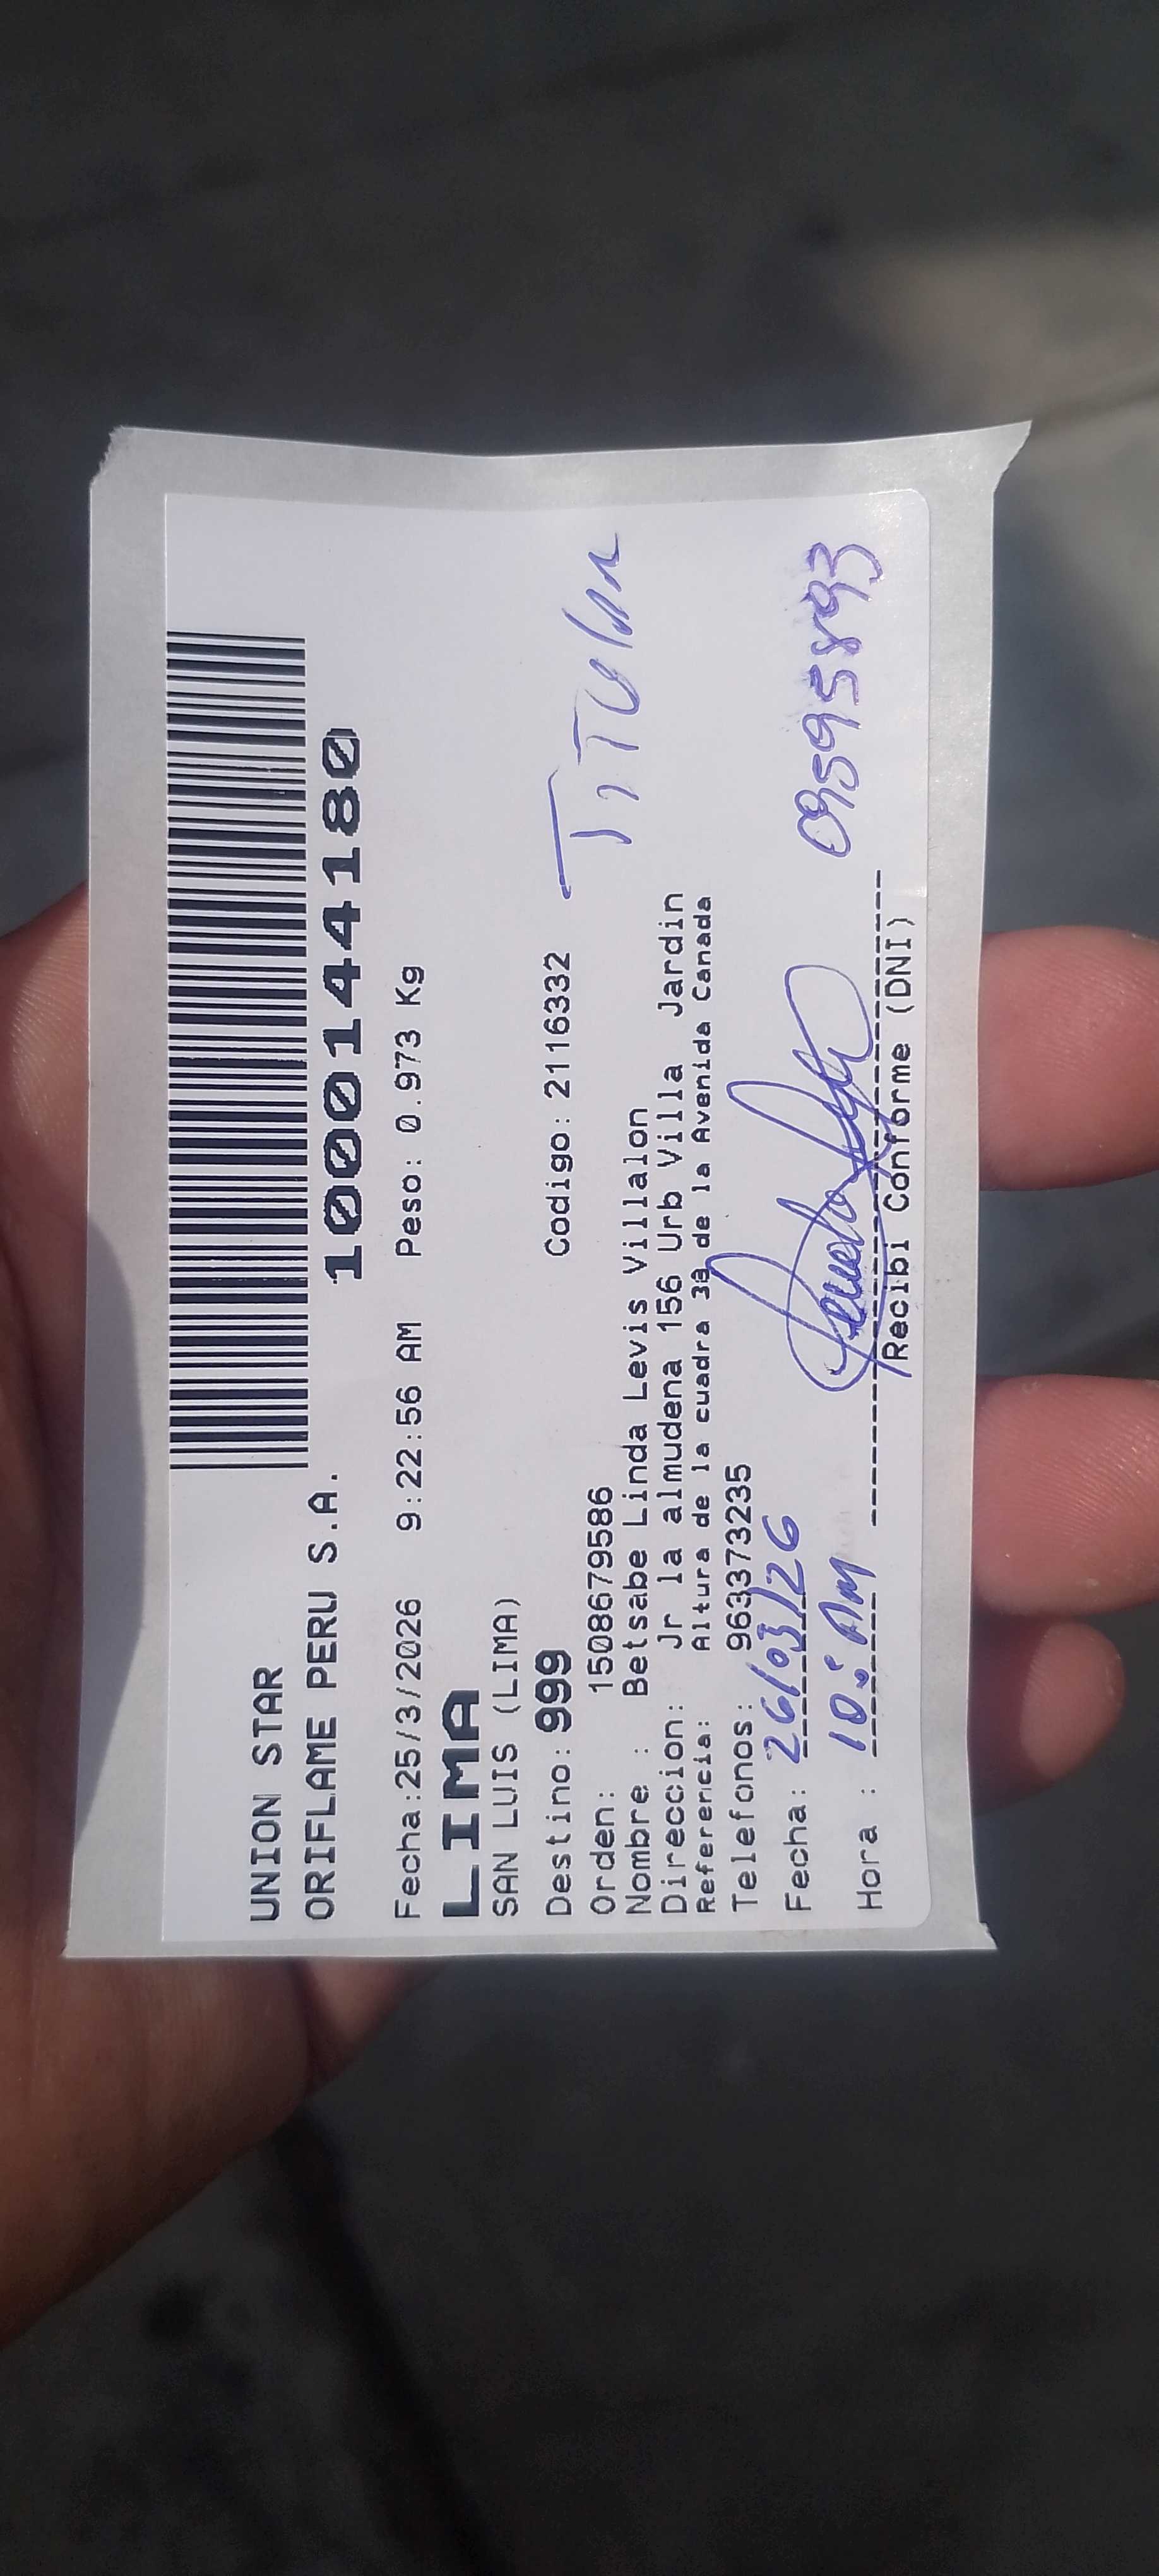 UNION STAR
ORIFLAME PERU S.A. 1000144180
Fecha:25/3/2026 9:22:56 AM Peso: 0.973 Kg
LIMA
SAN LUIS (LIMA)
Destino: 999 Codigo: 2116332
TiTular
Orden: 1508679586
Nombre : Betsabe Linda Levis Villalon
Direccion: Jr la almudena 156 Urb Villa Jardin
Referencia: Altura de la cuadra 38 de la Avenida Canada
Telefonos: 963373235
Fecha: 26/03/26
Hora : 10: AM 09595893
Recibi Conforme (DNI)